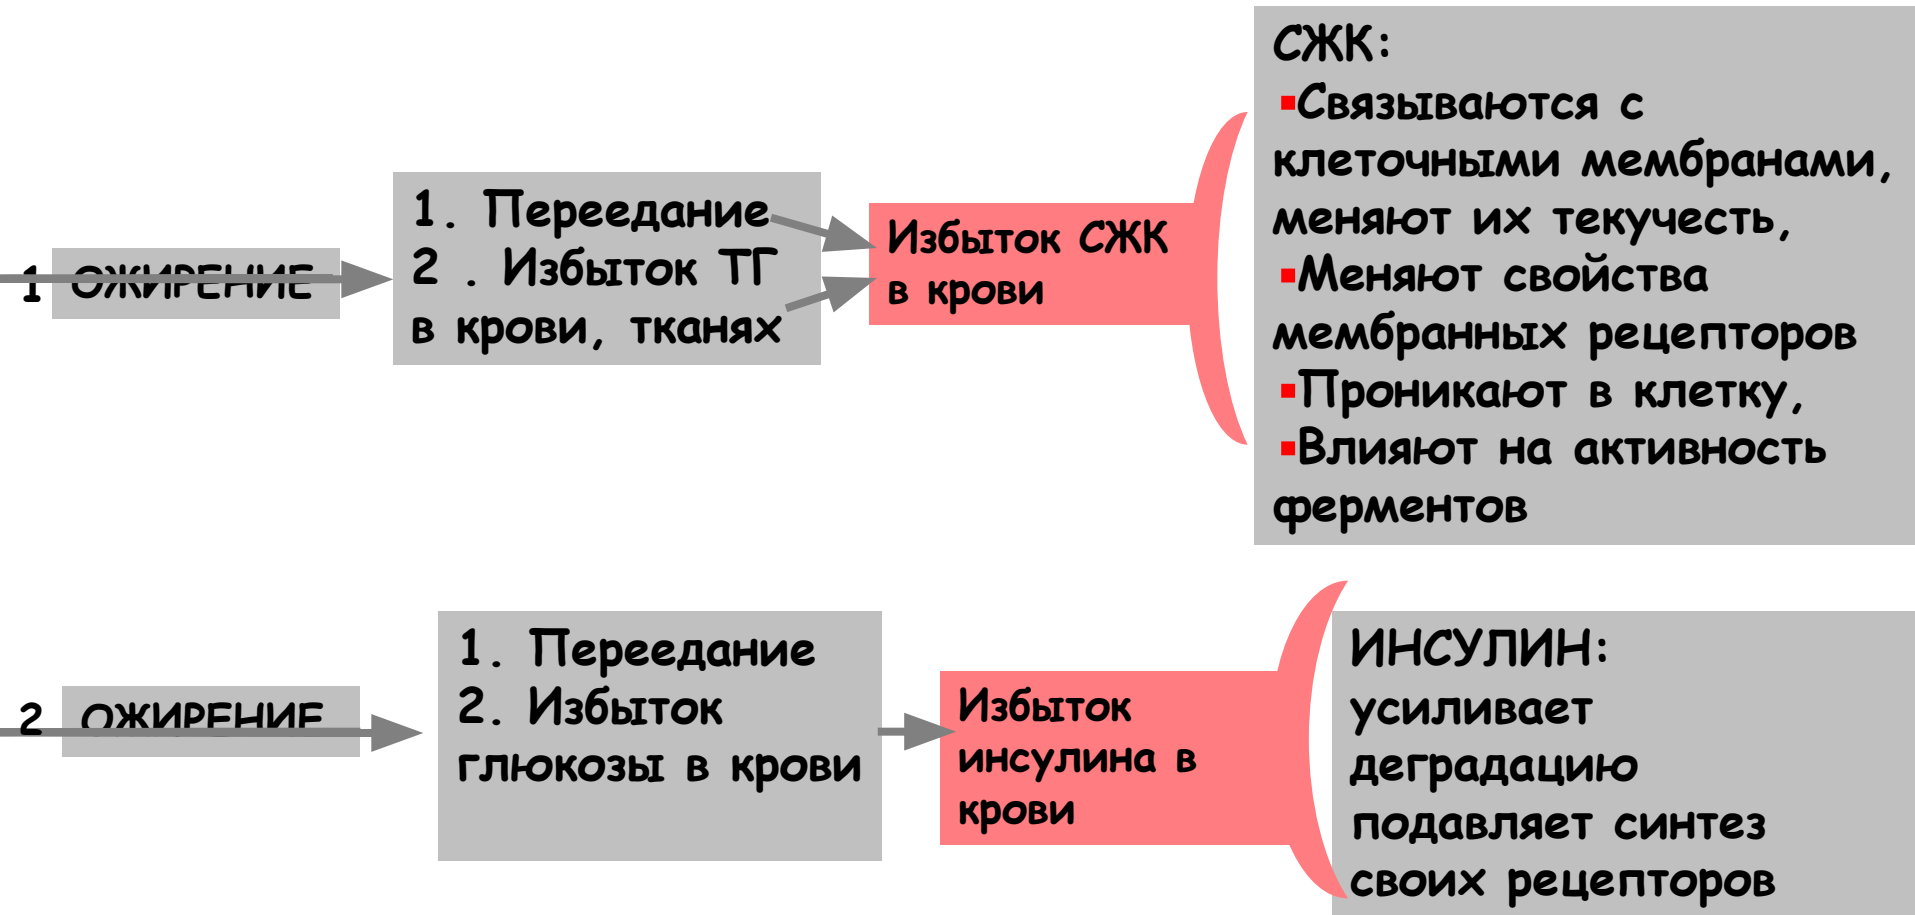 1 ОЖИРЕНИЕ
1. Переедание
2 . Избыток ТГ
в крови, тканях
Избыток СЖК
в крови
СЖК:
▪Связываются с
клеточными мембранами,
меняют их текучесть,
▪Меняют свойства
мембранных рецепторов
▪Проникают в клетку,
▪Влияют на активность
ферментов
2 ОЖИРЕНИЕ
1. Переедание
2. Избыток
глюкозы в крови
Избыток
инсулина в
крови
ИНСУЛИН:
усиливает
деградацию
подавляет синтез
своих рецепторов